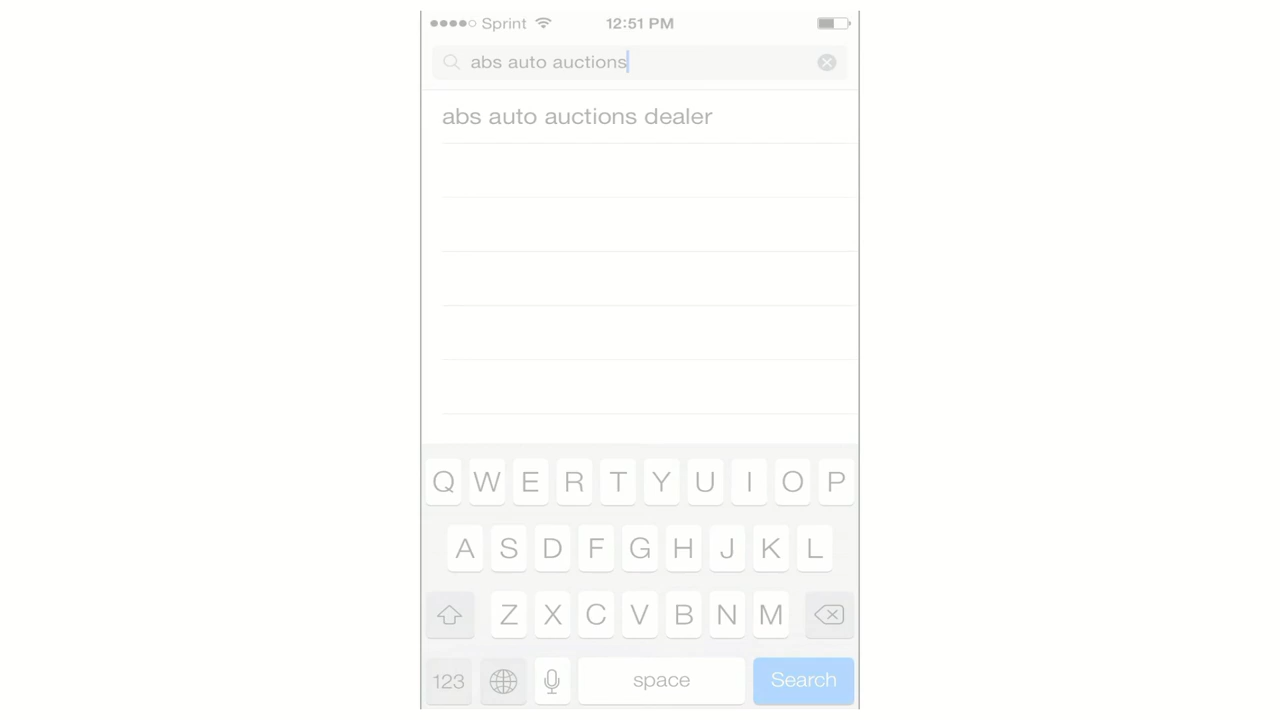 Sprint 12:51 PM
abs auto auctions
abs auto auctions dealer
Q W E R T Y U I O P
A S D F G H J K L
Z X C V B N M
123 space Search